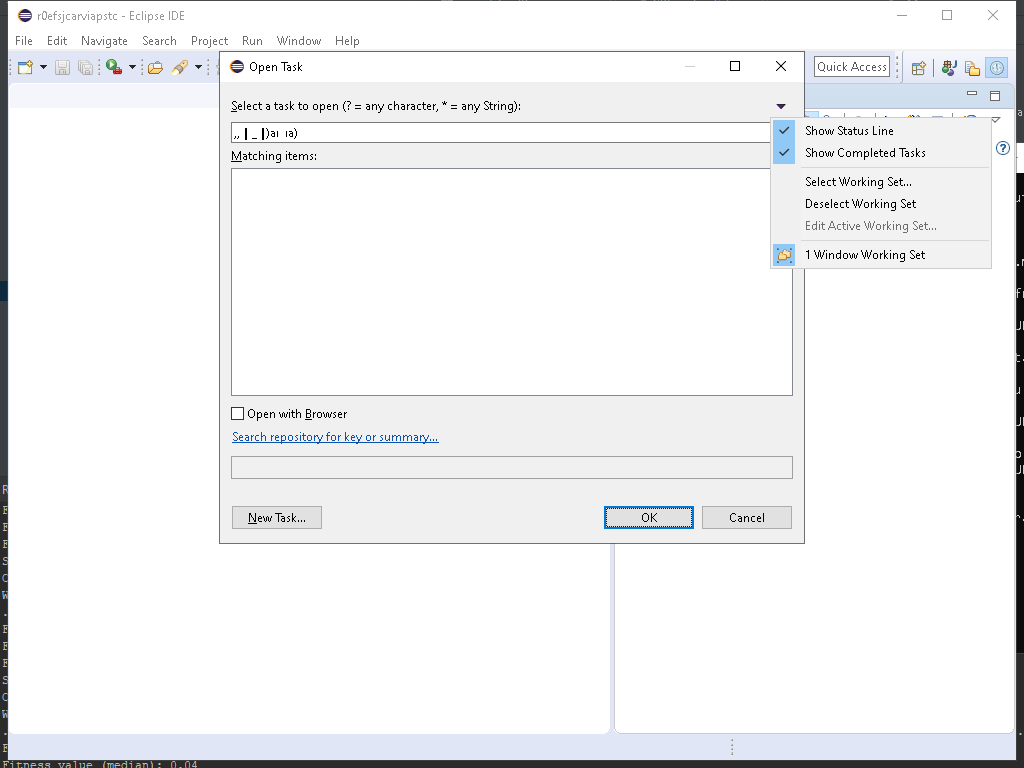 r0efsjcarviapstc - Eclipse IDE
File Edit Navigate Search Project Run Window Help
Quick Access
Open Task
Select a task to open (? = any character, * = any String):
Matching items:
Show Status Line
Show Completed Tasks
Select Working Set...
Deselect Working Set
Edit Active Working Set...
1 Window Working Set
Open with Browser
Search repository for key or summary...
New Task... OK Cancel
Fitness value (median): 0.04